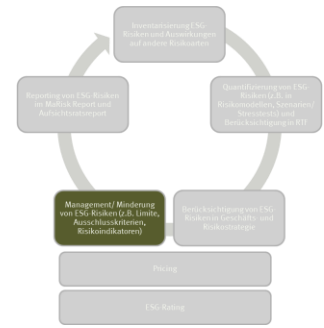 Inventarisierung ESG-
Risiken und Auswirkungen
auf andere Risikoarten
Reporting von ESG-Risiken
im MaRisk Report und
Aufsichtsratsreport
Quantifizierung von ESG-
Risiken (z.B. in
Risikomodellen, Szenarien/
Stresstests) und
Berücksichtigung in RTF
Management/ Minderung
von ESG-Risiken (z.B. Limite,
Ausschlusskriterien,
Risikoindikatoren)
Berücksichtigung von ESG-
Risiken in Geschäfts- und
Risikostrategie
Pricing
ESG-Rating